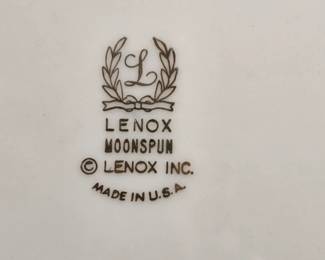 L
LENOX
MOONSPUN
© LENOX INC.
MADE IN U.S.A.